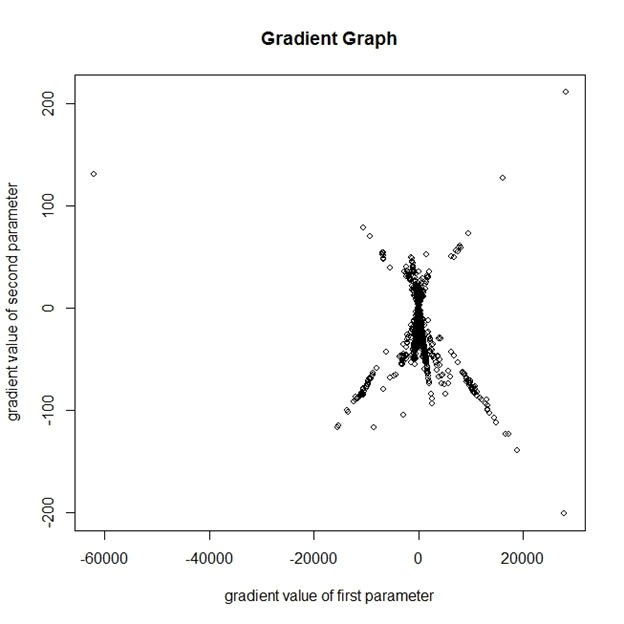 Gradient Graph
200
100
0
-100
-200
gradient value of second parameter
-60000 -40000 -20000 0 20000
gradient value of first parameter